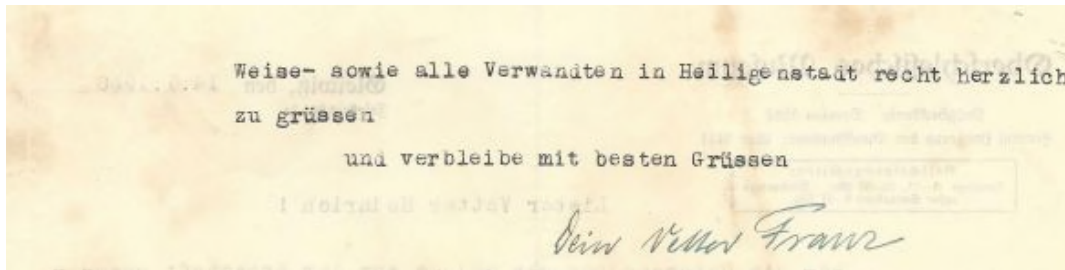 Weise- sowie alle Verwandten in Heiligenstadt recht herzlich
zu grüssen
und verbleibe mit besten Grüssen
Dein Vetter Franz